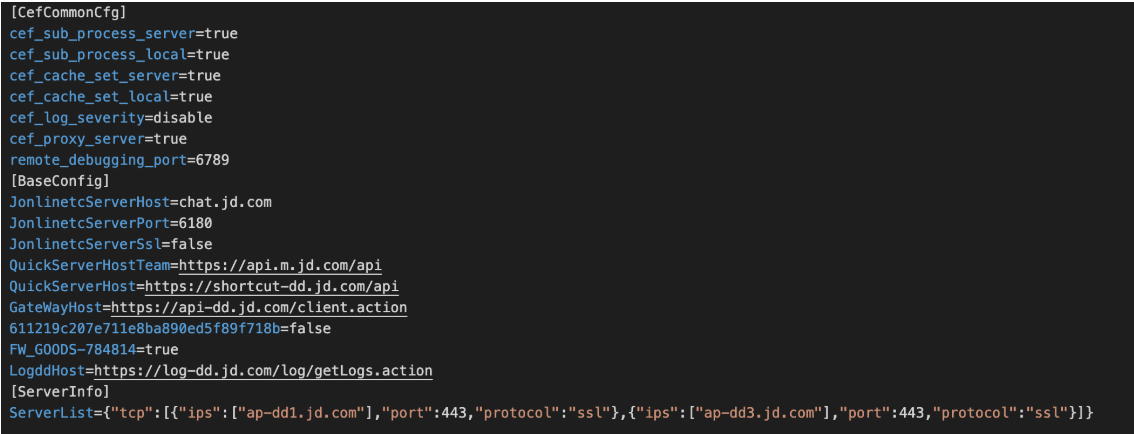 [CefCommonCfg]
cef_sub_process_server=true
cef_sub_process_local=true
cef_cache_set_server=true
cef_cache_set_local=true
cef_log_severity=disable
cef_proxy_server=true
remote_debugging_port=6789
[BaseConfig]
JonlinetcServerHost=chat.jd.com
JonlinetcServerPort=6180
JonlinetcServerSsl=false
QuickServerHostTeam=https://api.m.jd.com/api
QuickServerHost=https://shortcut-dd.jd.com/api
GateWayHost=https://api-dd.jd.com/client.action
611219c207e711e8ba890ed5f89f718b=false
FW_GOODS-784814=true
LogddHost=https://log-dd.jd.com/log/getLogs.action
[ServerInfo]
ServerList={"tcp":[{"ips":["ap-dd1.jd.com"],"port":443,"protocol":"ssl"},{"ips":["ap-dd3.jd.com"],"port":443,"protocol":"ssl"}]}